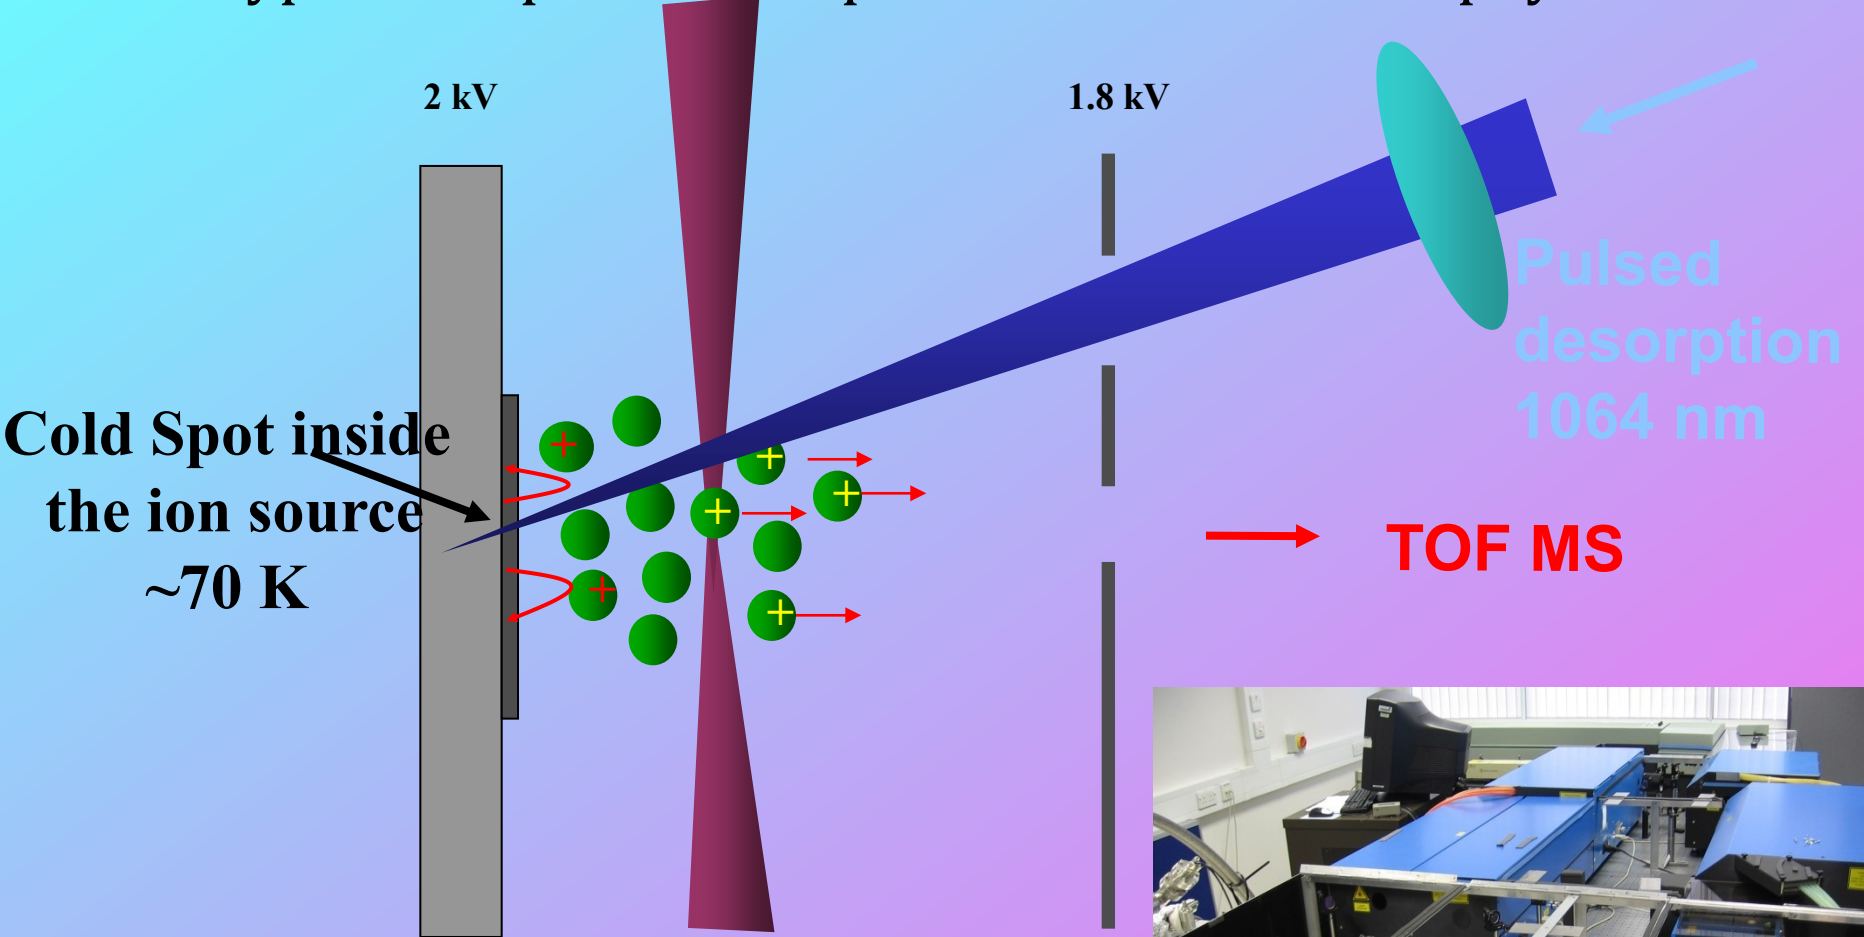 2 kV
1.8 kV
Pulsed
desorption
1064 nm
Cold Spot inside
the ion source
~70 K
+
+
+
+
+
+
TOF MS